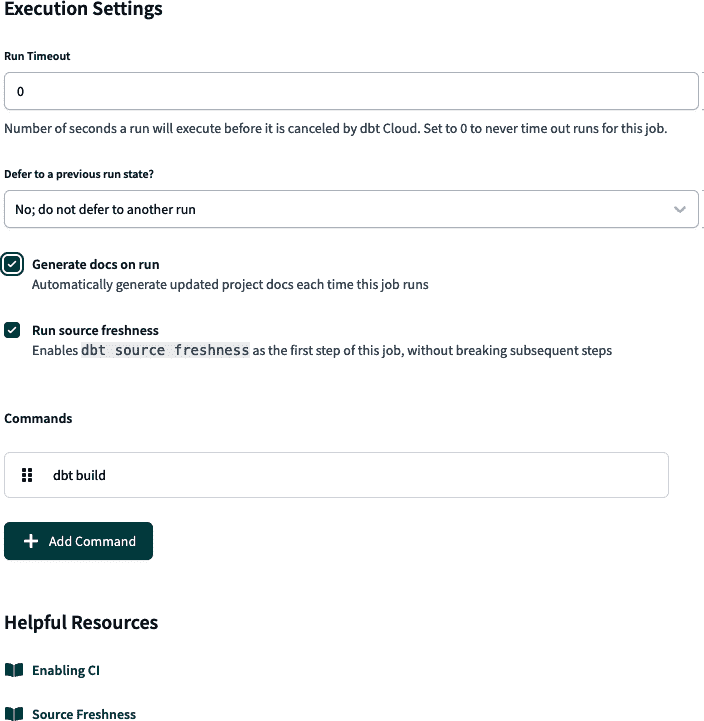 Execution Settings
Run Timeout
0
Number of seconds a run will execute before it is canceled by dbt Cloud. Set to 0 to never time out runs for this job.
Defer to a previous run state?
No; do not defer to another run
Generate docs on run
Automatically generate updated project docs each time this job runs
Run source freshness
Enables dbt source freshness as the first step of this job, without breaking subsequent steps
Commands
dbt build
Add Command
Helpful Resources
Enabling CI
Source Freshness